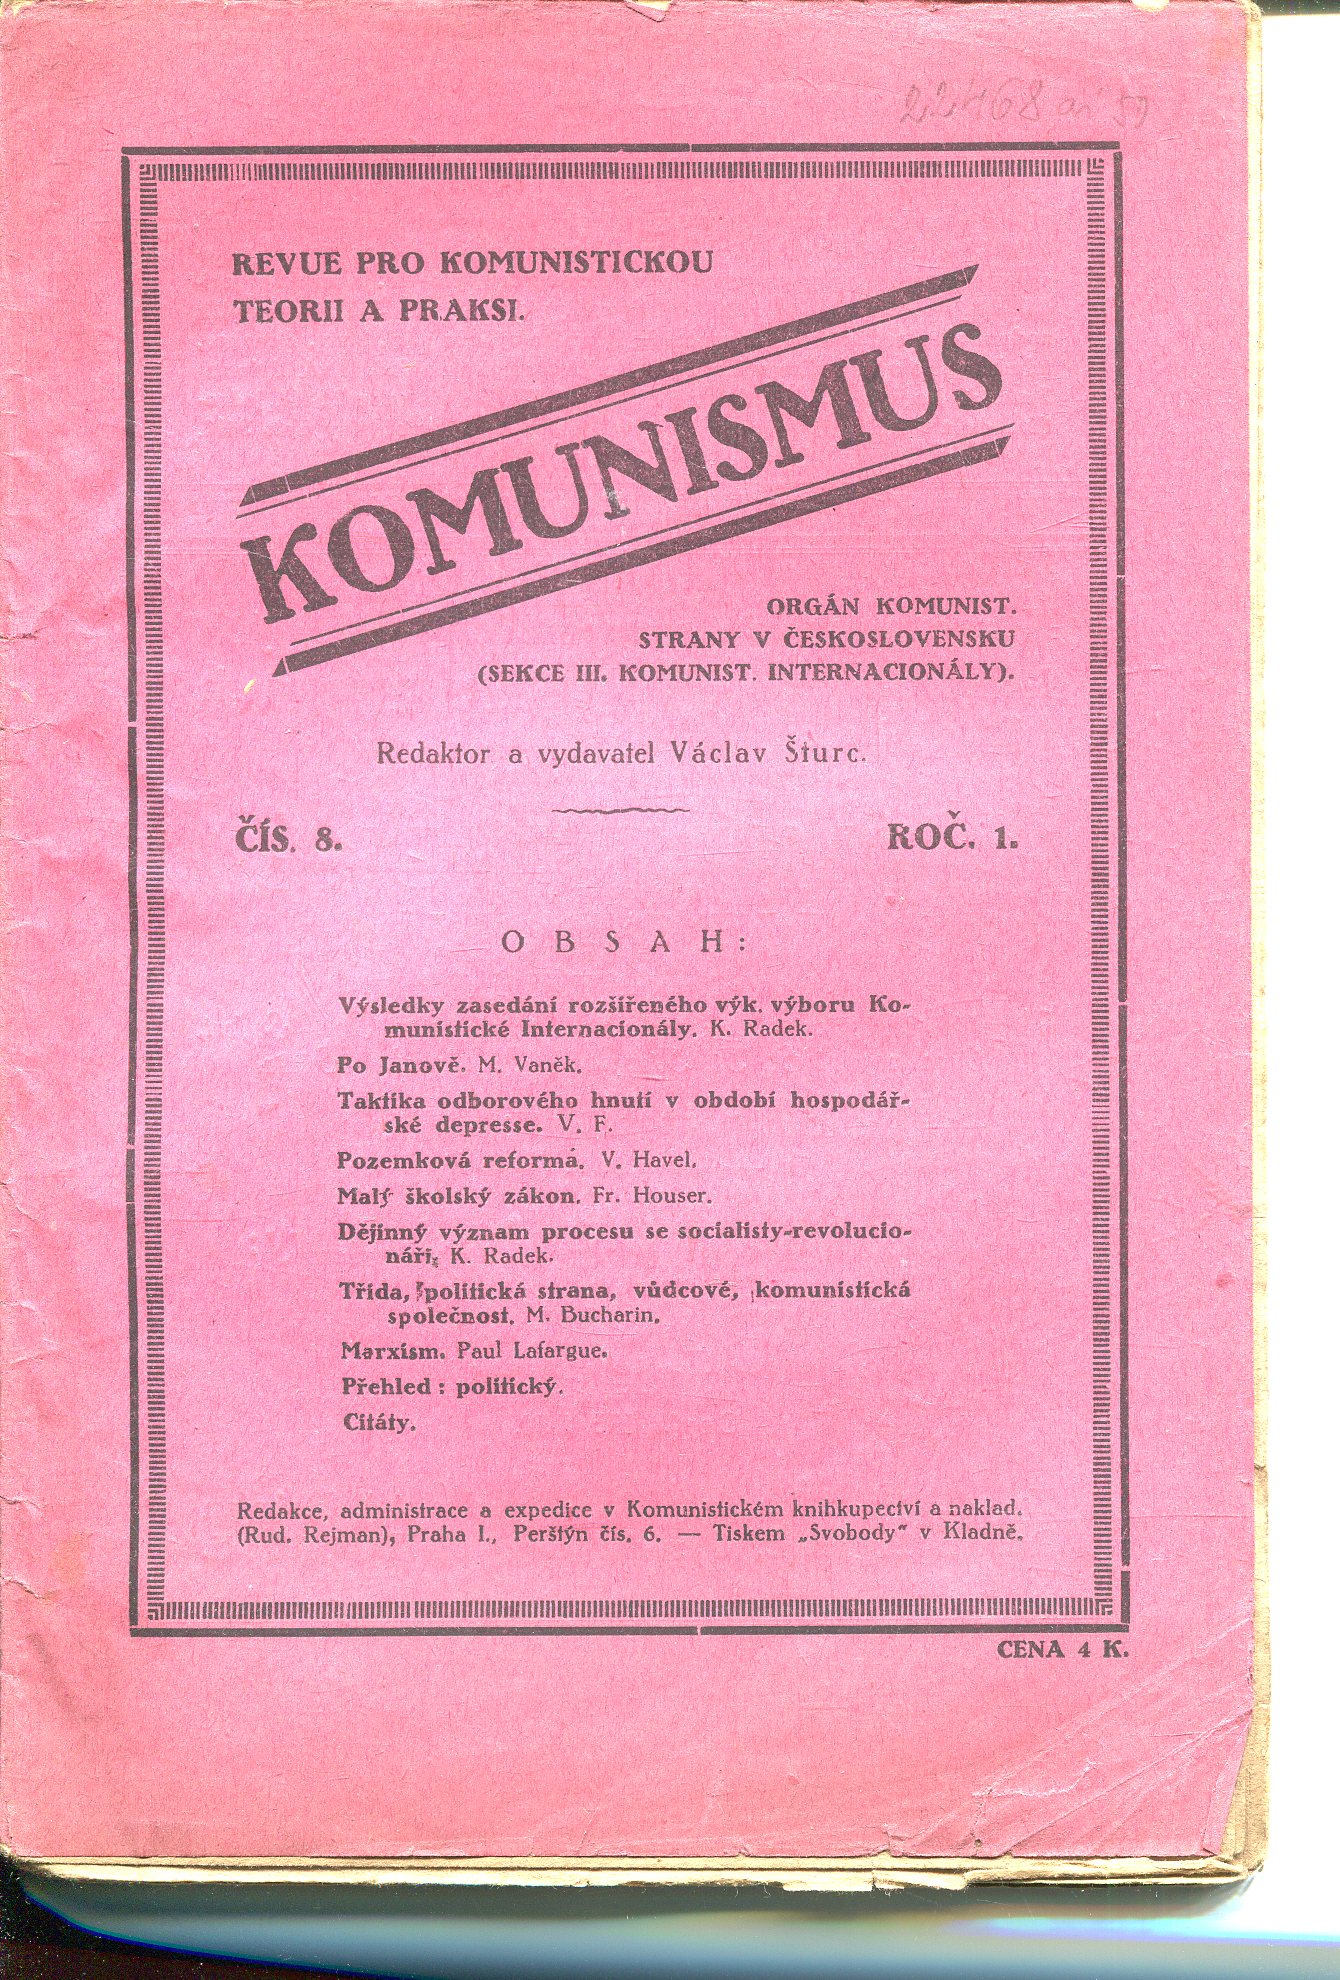 REVUE PRO KOMUNISTICKOU
TEORII A PRAKSI.
KOMUNISMUS
ORGÁN KOMUNIST.
STRANY V ČESKOSLOVENSKU
(SEKCE III. KOMUNIST. INTERNACIONÁLY).
Redaktor a vydavatel Václav Šturc.
ČÍS. 8.
ROČ. 1.
OBSAH:
Výsledky zasedání rozšířeného výk. výboru Ko-
munistické Internacionály. K. Radek.
Po Janově. M. Vaněk.
Taktika odborového hnutí v období hospodář-
ské depresse. V. F.
Pozemková reforma. V. Havel.
Malý školský zákon. Fr. Houser.
Dějinný význam procesu se socialisty-revolucio-
náři. K. Radek.
Třída, politická strana, vůdcové, komunistická
společnost. M. Bucharin.
Marxism. Paul Lafargue.
Přehled: politický.
Citáty.
Redakce, administrace a expedice v Komunistickém knihkupectví a naklad.
(Rud. Rejman), Praha I., Perštýn čís. 6. — Tiskem „Svobody" v Kladně.
CENA 4 K.